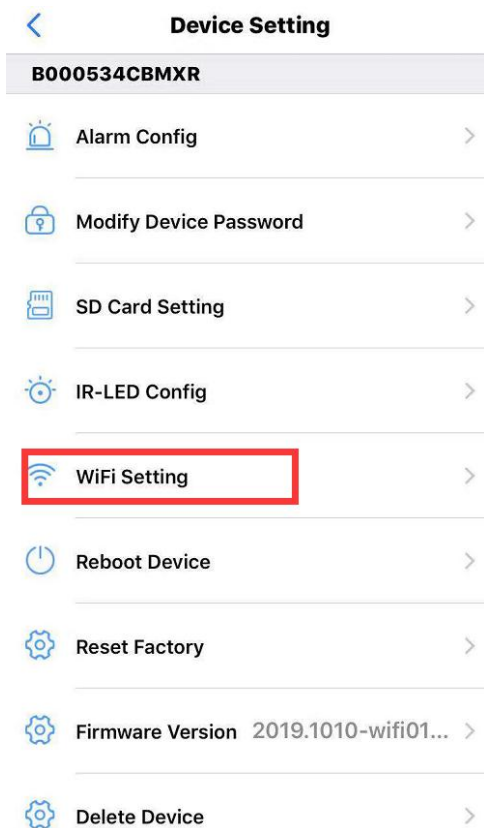 Device Setting
B000534CBMXR
Alarm Config
Modify Device Password
SD Card Setting
IR-LED Config
WiFi Setting
Reboot Device
Reset Factory
Firmware Version 2019.1010-wifi01...
Delete Device